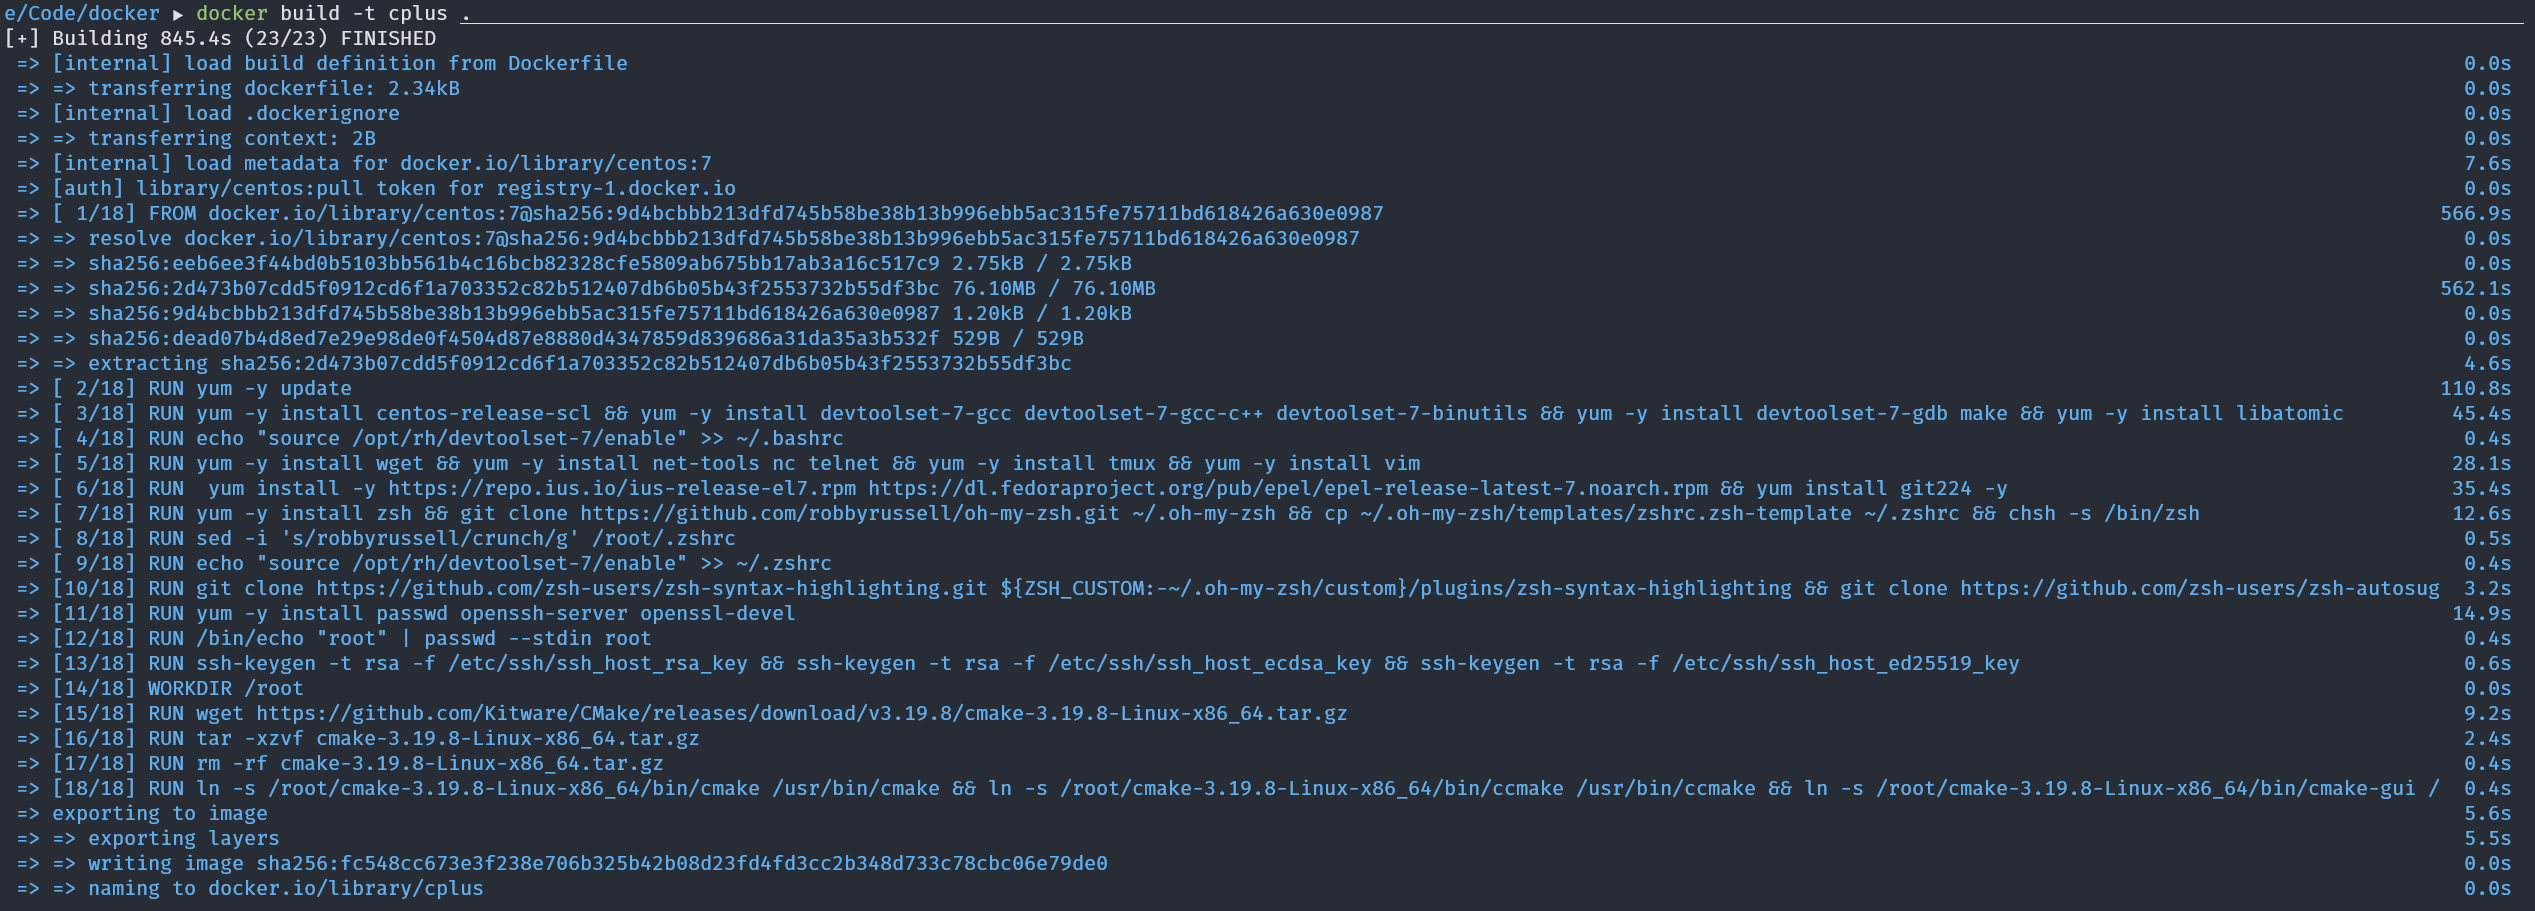 e/Code/docker ▶ docker build -t cplus .
[+] Building 845.4s (23/23) FINISHED
=> [internal] load build definition from Dockerfile 0.0s
=> => transferring dockerfile: 2.34kB 0.0s
=> [internal] load .dockerignore 0.0s
=> => transferring context: 2B 0.0s
=> [internal] load metadata for docker.io/library/centos:7 7.6s
=> [auth] library/centos:pull token for registry-1.docker.io 0.0s
=> [ 1/18] FROM docker.io/library/centos:7@sha256:9d4bcbbb213dfd745b58be38b13b996ebb5ac315fe75711bd618426a630e0987 566.9s
=> => resolve docker.io/library/centos:7@sha256:9d4bcbbb213dfd745b58be38b13b996ebb5ac315fe75711bd618426a630e0987 0.0s
=> => sha256:eeb6ee3f44bd0b5103bb561b4c16bcb82328cfe5809ab675bb17ab3a16c517c9 2.75kB / 2.75kB 0.0s
=> => sha256:2d473b07cdd5f0912cd6f1a703352c82b512407db6b05b43f2553732b55df3bc 76.10MB / 76.10MB 562.1s
=> => sha256:9d4bcbbb213dfd745b58be38b13b996ebb5ac315fe75711bd618426a630e0987 1.20kB / 1.20kB 0.0s
=> => sha256:dead07b4d8ed7e29e98de0f4504d87e8880d4347859d839686a31da35a3b532f 529B / 529B 0.0s
=> => extracting sha256:2d473b07cdd5f0912cd6f1a703352c82b512407db6b05b43f2553732b55df3bc 4.6s
=> [ 2/18] RUN yum -y update 110.8s
=> [ 3/18] RUN yum -y install centos-release-scl && yum -y install devtoolset-7-gcc devtoolset-7-gcc-c++ devtoolset-7-binutils && yum -y install devtoolset-7-gdb make && yum -y install libatomic 45.4s
=> [ 4/18] RUN echo "source /opt/rh/devtoolset-7/enable" >> ~/.bashrc 0.4s
=> [ 5/18] RUN yum -y install wget && yum -y install net-tools nc telnet && yum -y install tmux && yum -y install vim 28.1s
=> [ 6/18] RUN  yum install -y https://repo.ius.io/ius-release-el7.rpm https://dl.fedoraproject.org/pub/epel/epel-release-latest-7.noarch.rpm && yum install git224 -y 35.4s
=> [ 7/18] RUN yum -y install zsh && git clone https://github.com/robbyrussell/oh-my-zsh.git ~/.oh-my-zsh && cp ~/.oh-my-zsh/templates/zshrc.zsh-template ~/.zshrc && chsh -s /bin/zsh 12.6s
=> [ 8/18] RUN sed -i 's/robbyrussell/crunch/g' /root/.zshrc 0.5s
=> [ 9/18] RUN echo "source /opt/rh/devtoolset-7/enable" >> ~/.zshrc 0.4s
=> [10/18] RUN git clone https://github.com/zsh-users/zsh-syntax-highlighting.git ${ZSH_CUSTOM:-~/.oh-my-zsh/custom}/plugins/zsh-syntax-highlighting && git clone https://github.com/zsh-users/zsh-autosug 3.2s
=> [11/18] RUN yum -y install passwd openssh-server openssl-devel 14.9s
=> [12/18] RUN /bin/echo "root" | passwd --stdin root 0.4s
=> [13/18] RUN ssh-keygen -t rsa -f /etc/ssh/ssh_host_rsa_key && ssh-keygen -t rsa -f /etc/ssh/ssh_host_ecdsa_key && ssh-keygen -t rsa -f /etc/ssh/ssh_host_ed25519_key 0.6s
=> [14/18] WORKDIR /root 0.0s
=> [15/18] RUN wget https://github.com/Kitware/CMake/releases/download/v3.19.8/cmake-3.19.8-Linux-x86_64.tar.gz 9.2s
=> [16/18] RUN tar -xzvf cmake-3.19.8-Linux-x86_64.tar.gz 2.4s
=> [17/18] RUN rm -rf cmake-3.19.8-Linux-x86_64.tar.gz 0.4s
=> [18/18] RUN ln -s /root/cmake-3.19.8-Linux-x86_64/bin/cmake /usr/bin/cmake && ln -s /root/cmake-3.19.8-Linux-x86_64/bin/ccmake /usr/bin/ccmake && ln -s /root/cmake-3.19.8-Linux-x86_64/bin/cmake-gui / 0.4s
=> exporting to image 5.6s
=> => exporting layers 5.5s
=> => writing image sha256:fc548cc673e3f238e706b325b42b08d23fd4fd3cc2b348d733c78cbc06e79de0 0.0s
=> => naming to docker.io/library/cplus 0.0s